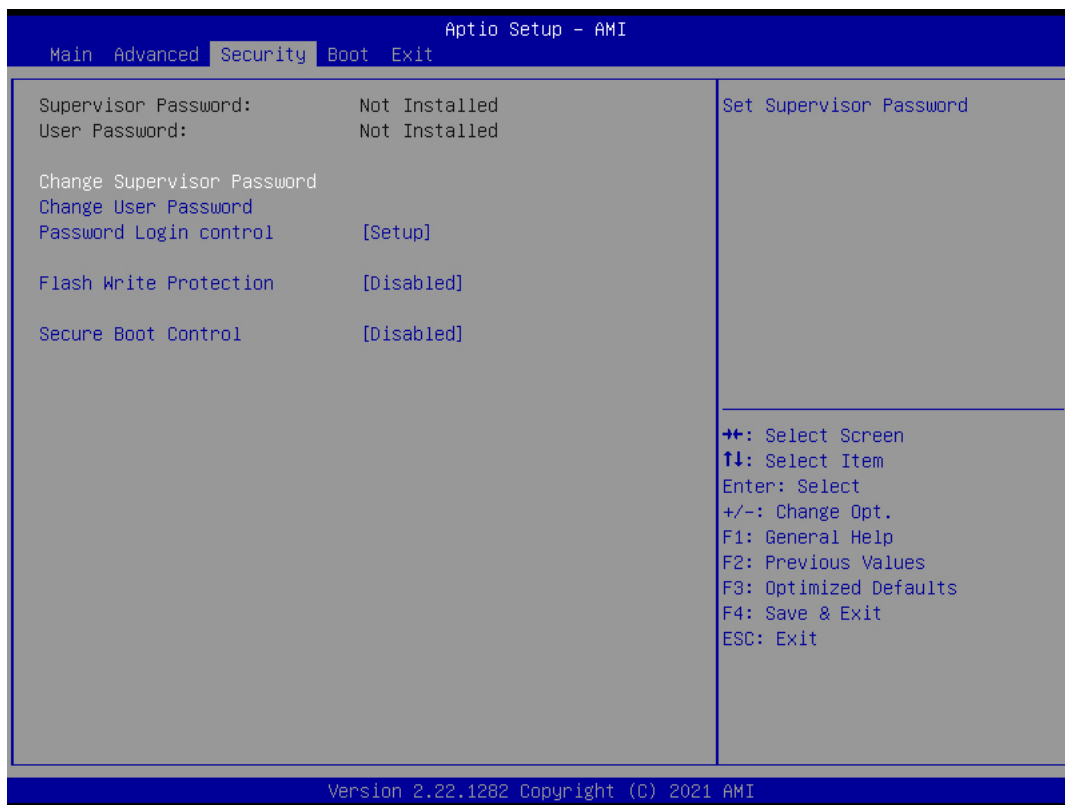 Aptio Setup – AMI
Main Advanced Security Boot Exit
Supervisor Password: Not Installed
User Password: Not Installed
Change Supervisor Password
Change User Password
Password Login control [Setup]
Flash Write Protection [Disabled]
Secure Boot Control [Disabled]
Set Supervisor Password
→←: Select Screen
↑↓: Select Item
Enter: Select
+/-: Change Opt.
F1: General Help
F2: Previous Values
F3: Optimized Defaults
F4: Save & Exit
ESC: Exit
Version 2.22.1282 Copyright (C) 2021 AMI